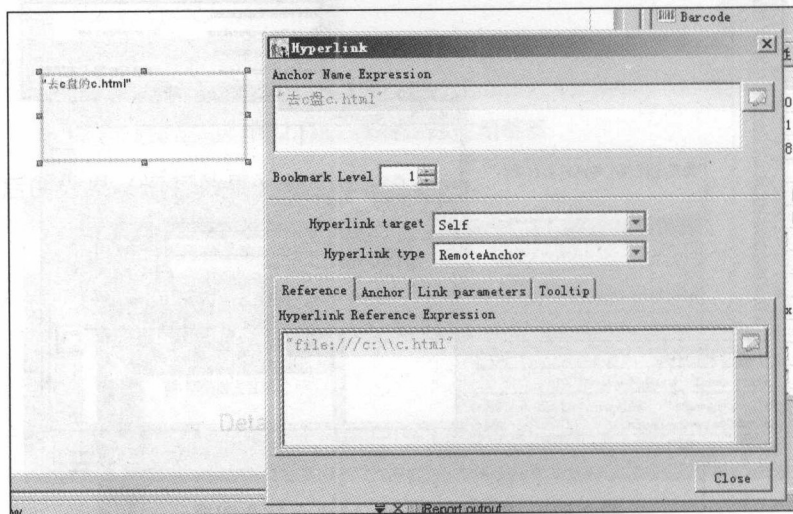 Barcode
Hyperlink
Anchor Name Expression
"去c盘的c.html"
"去c盘c.html"
Bookmark Level 1
Hyperlink target Self
Hyperlink type RemoteAnchor
Reference Anchor Link parameters Tooltip
Hyperlink Reference Expression
"file:///c:\\c.html"
Close
iReport output